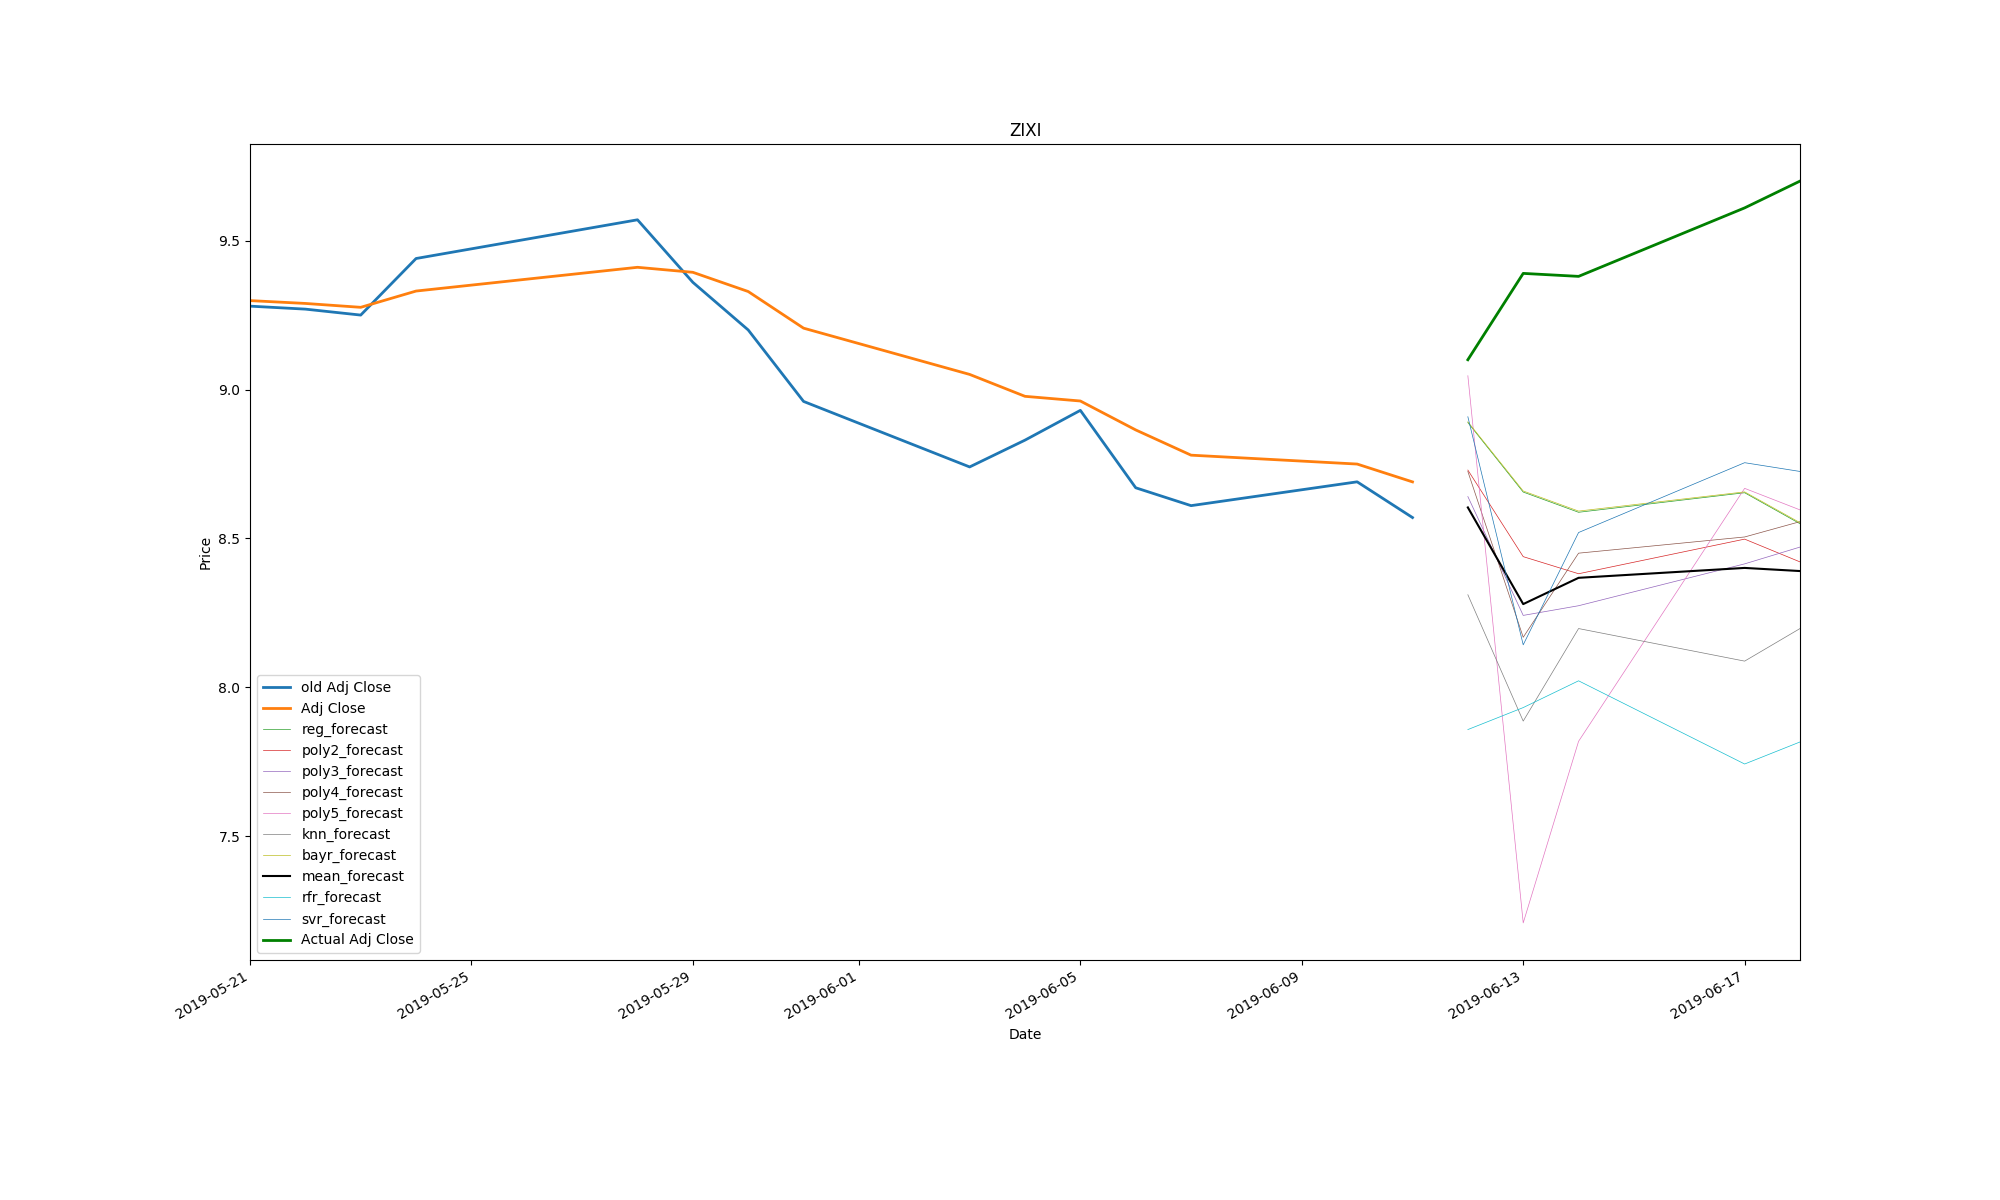 ZIXI
9.5
9.0
8.5
8.0
7.5
Price
old Adj Close
Adj Close
reg_forecast
poly2_forecast
poly3_forecast
poly4_forecast
poly5_forecast
knn_forecast
bayr_forecast
mean_forecast
rfr_forecast
svr_forecast
Actual Adj Close
2019-05-21
2019-05-25
2019-05-29
2019-06-01
2019-06-05
2019-06-09
2019-06-13
2019-06-17
Date